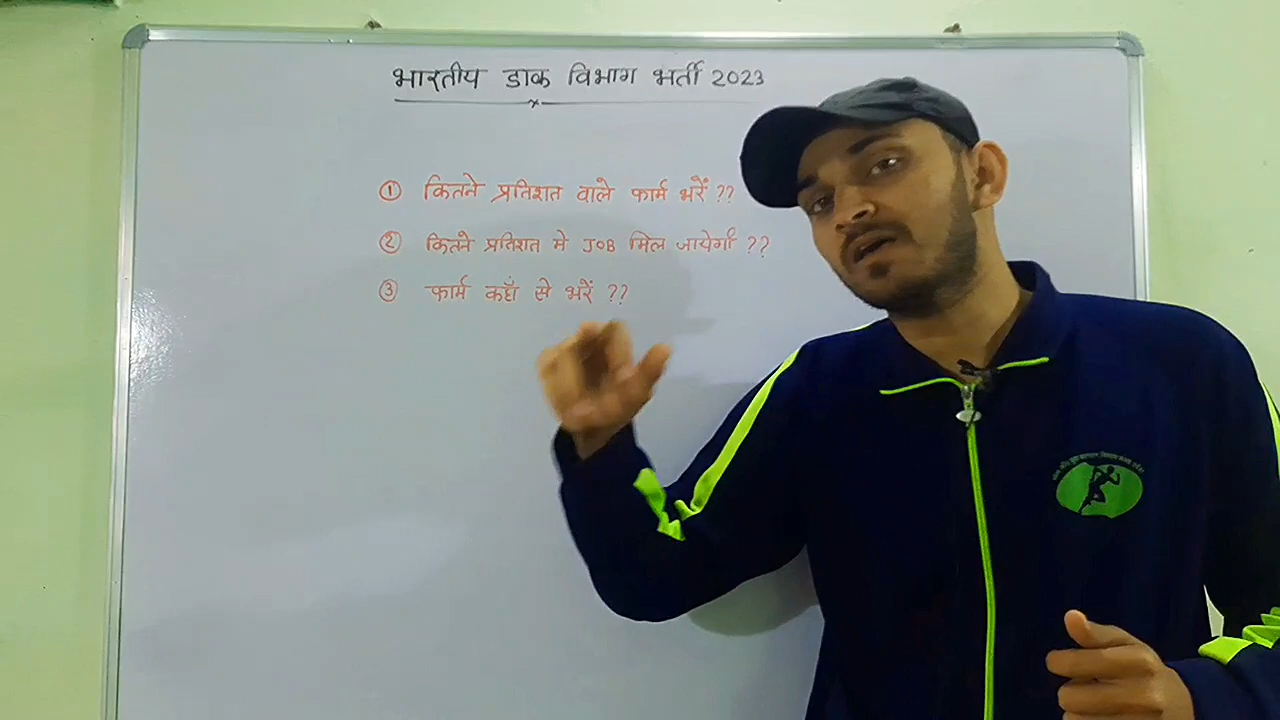 भारतीय डाक विभाग भर्ती 2023
① कितने प्रतिशत वाले फार्म भरें ??
② कितने प्रतिशत मे JOB मिल जायेगी ??
③ फार्म कहाँ से भरें ??